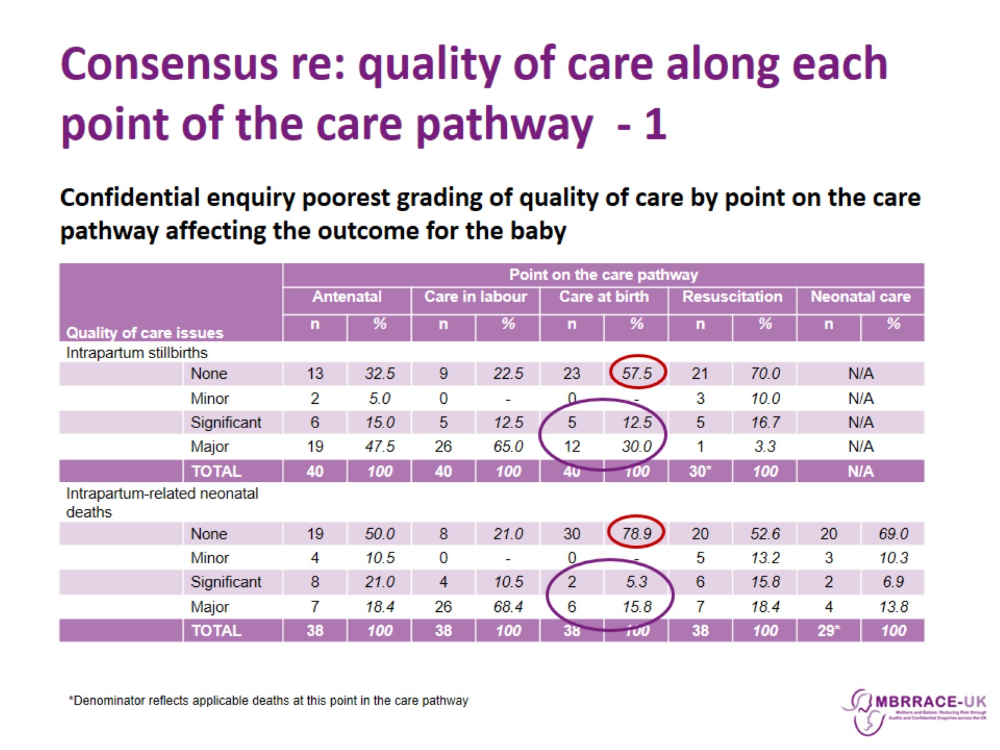 Consensus re: quality of care along each
point of the care pathway - 1
Confidential enquiry poorest grading of quality of care by point on the care
pathway affecting the outcome for the baby
Point on the care pathway
Antenatal Care in labour Care at birth Resuscitation Neonatal care
Quality of care issues n % n % n % n % n %
Intrapartum stillbirths
None 13 32.5 9 22.5 23 57.5 21 70.0 N/A
Minor 2 5.0 0 - 0 - 3 10.0 N/A
Significant 6 15.0 5 12.5 5 12.5 5 16.7 N/A
Major 19 47.5 26 65.0 12 30.0 1 3.3 N/A
TOTAL 40 100 40 100 40 100 30* 100 N/A
Intrapartum-related neonatal
deaths
None 19 50.0 8 21.0 30 78.9 20 52.6 20 69.0
Minor 4 10.5 0 - 0 - 5 13.2 3 10.3
Significant 8 21.0 4 10.5 2 5.3 6 15.8 2 6.9
Major 7 18.4 26 68.4 6 15.8 7 18.4 4 13.8
TOTAL 38 100 38 100 38 100 38 100 29* 100
*Denominator reflects applicable deaths at this point in the care pathway
MBRRACE-UK
Mothers and Babies: Reducing Risk through
Audits and Confidential Enquiries across the UK